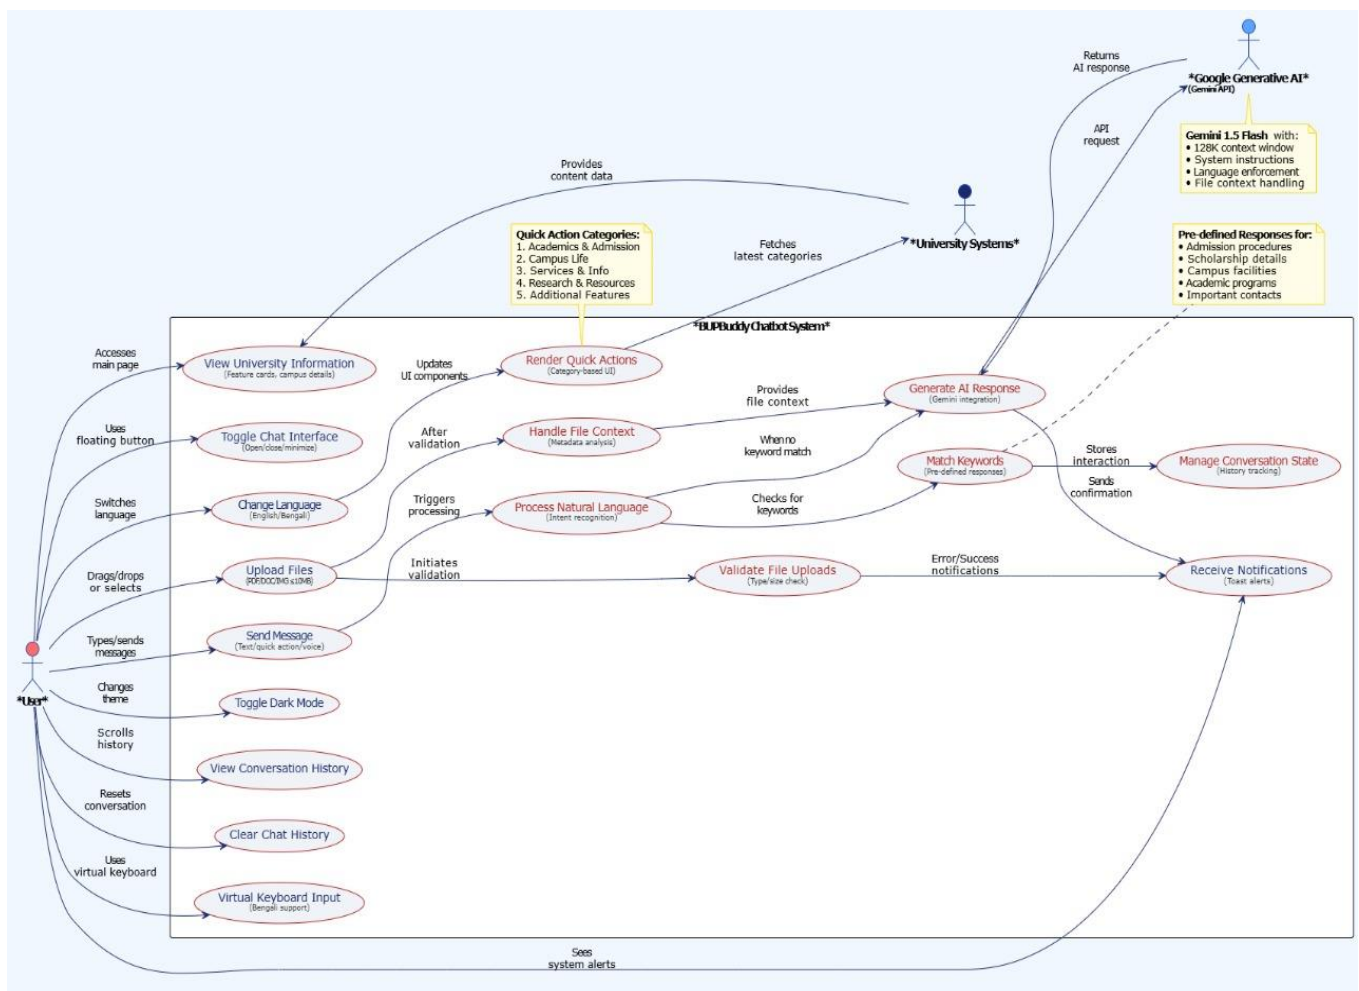 Returns
AI response
*Google Generative AI*
(Gemini API)
API
request
Gemini 1.5 Flash with:
• 128K context window
• System instructions
• Language enforcement
• File context handling
Provides
content data
*University Systems*
Quick Action Categories:
1. Academics & Admission
2. Campus Life
3. Services & Info
4. Research & Resources
5. Additional Features
Fetches
latest categories
Pre-defined Responses for:
• Admission procedures
• Scholarship details
• Campus facilities
• Academic programs
• Important contacts
*BUPBuddy Chatbot System*
Accesses
main page
View University Information
(Feature cards, campus details)
Updates
UI components
Render Quick Actions
(Category-based UI)
Provides
file context
Generate AI Response
(Gemini integration)
Uses
floating button
Toggle Chat Interface
(Open/close/minimize)
After
validation
Handle File Context
(Metadata analysis)
When no
keyword match
Match Keywords
(Pre-defined responses)
Stores
interaction
Manage Conversation State
(History tracking)
Switches
language
Change Language
(English/Bengali)
Triggers
processing
Process Natural Language
(Intent recognition)
Checks for
keywords
Sends
confirmation
Drags/drops
or selects
Upload Files
(PDF/DOC/IMG ≤10MB)
Initiates
validation
Validate File Uploads
(Type/size check)
Error/Success
notifications
Receive Notifications
(Toast alerts)
Types/sends
messages
Send Message
(Text/quick action/voice)
*User*
Changes
theme
Toggle Dark Mode
Scrolls
history
View Conversation History
Resets
conversation
Clear Chat History
Uses
virtual keyboard
Virtual Keyboard Input
(Bengali support)
Sees
system alerts